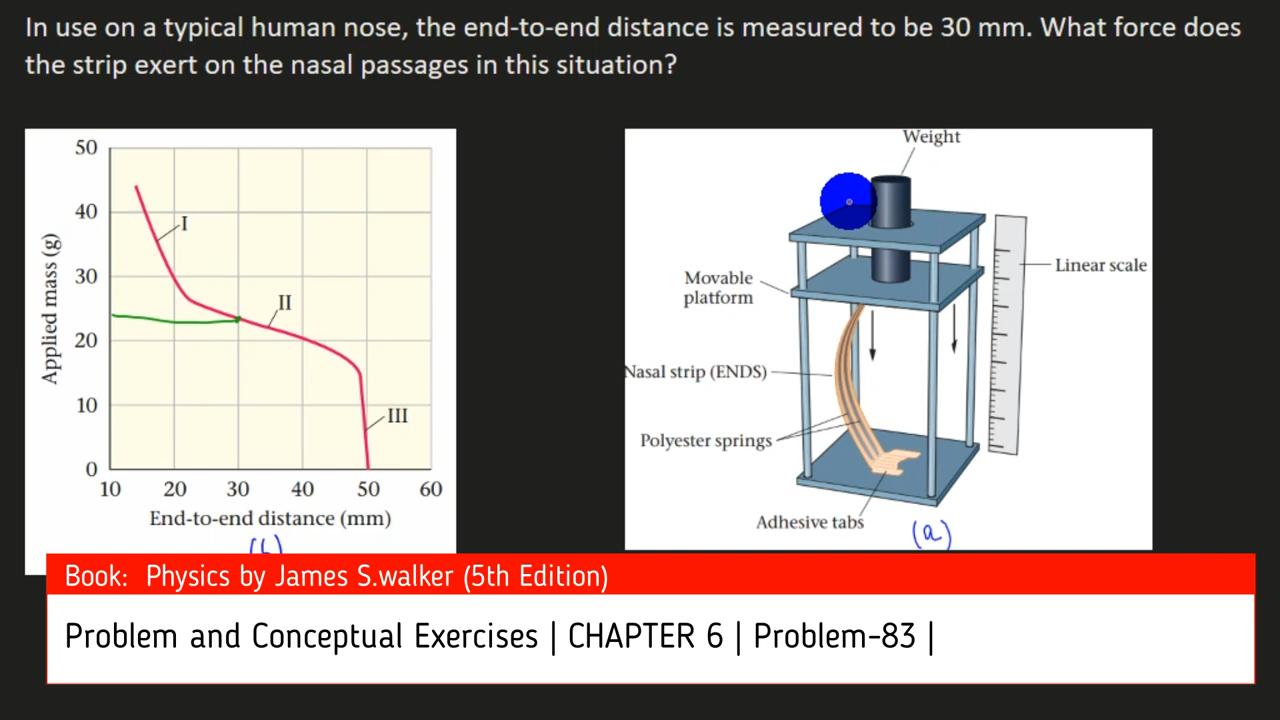 In use on a typical human nose, the end-to-end distance is measured to be 30 mm. What force does
the strip exert on the nasal passages in this situation?
50
40
30
20
10
0
Applied mass (g)
I
II
III
10 20 30 40 50 60
End-to-end distance (mm)
Weight
Linear scale
Movable
platform
Nasal strip (ENDS)
Polyester springs
Adhesive tabs
(a)
Book: Physics by James S.walker (5th Edition)
Problem and Conceptual Exercises | CHAPTER 6 | Problem-83 |